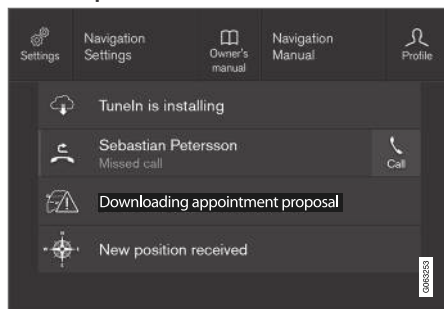 Settings
Navigation
Settings
Owner's
manual
Navigation
Manual
Profile
TuneIn is installing
Sebastian Petersson
Missed call
Call
Downloading appointment proposal
New position received
G063253